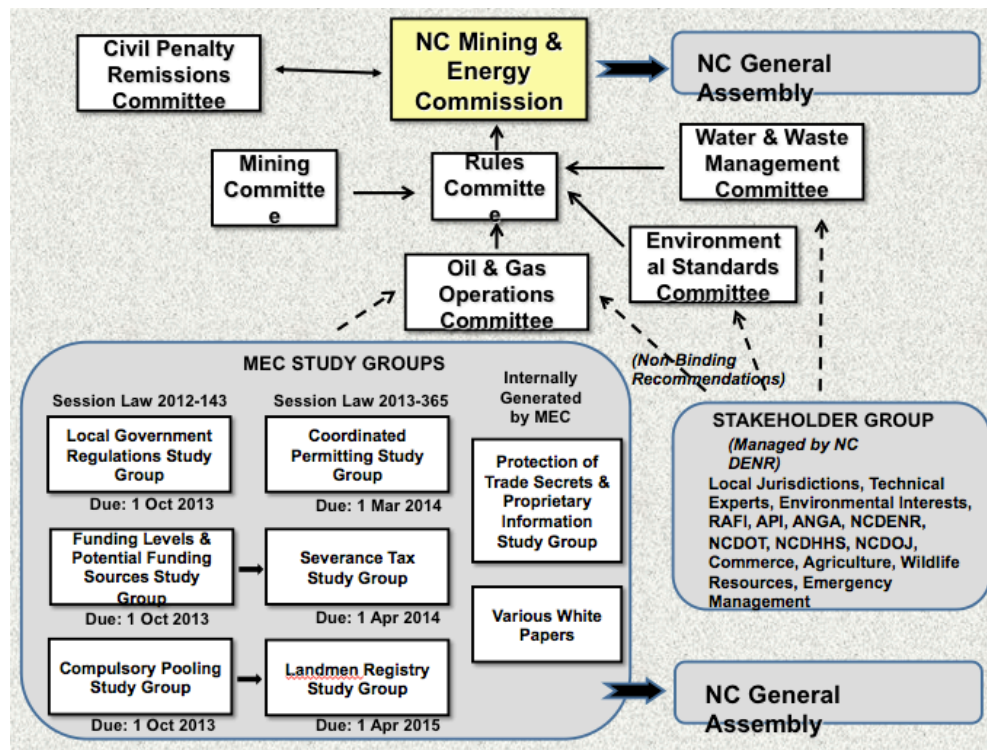 Civil Penalty
Remissions
Committee
NC Mining &
Energy
Commission
NC General
Assembly
Mining
Committe
e
Rules
Committe
e
Water & Waste
Management
Committee
Oil & Gas
Operations
Committee
Environment
al Standards
Committee
(Non-Binding
Recommendations)
MEC STUDY GROUPS
Session Law 2012-143
Local Government
Regulations Study
Group
Due: 1 Oct 2013
Funding Levels &
Potential Funding
Sources Study
Group
Due: 1 Oct 2013
Compulsory Pooling
Study Group
Due: 1 Oct 2013
Session Law 2013-365
Coordinated
Permitting Study
Group
Due: 1 Mar 2014
Severance Tax
Study Group
Due: 1 Apr 2014
Landmen Registry
Study Group
Due: 1 Apr 2015
Internally
Generated
by MEC
Protection of
Trade Secrets &
Proprietary
Information
Study Group
Various White
Papers
STAKEHOLDER GROUP
(Managed by NC
DENR)
Local Jurisdictions, Technical
Experts, Environmental Interests,
RAFI, API, ANGA, NCDENR,
NCDOT, NCDHHS, NCDOJ,
Commerce, Agriculture, Wildlife
Resources, Emergency
Management
NC General
Assembly